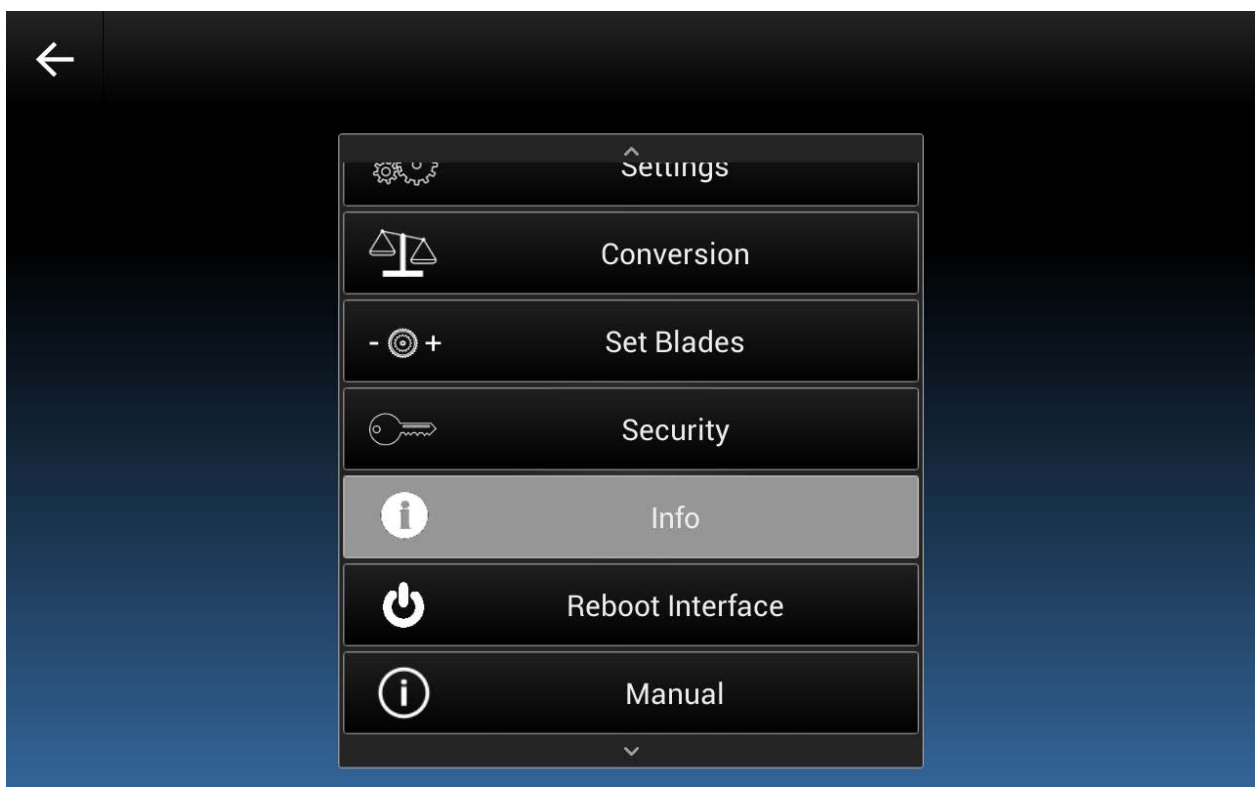 Settings
Conversion
- +
Set Blades
Security
i
Info
Reboot Interface
i
Manual